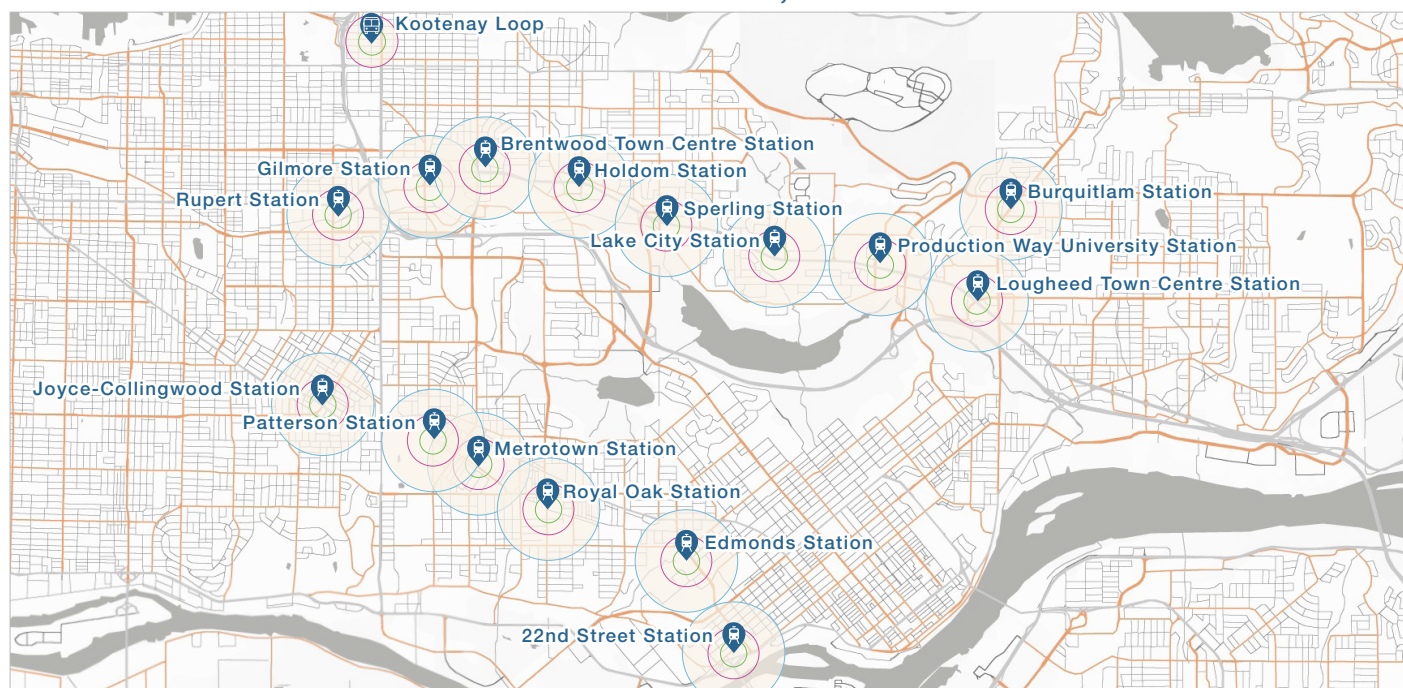 Kootenay Loop
Brentwood Town Centre Station
Gilmore Station
Holdom Station
Rupert Station
Burquitlam Station
Sperling Station
Lake City Station
Production Way University Station
Lougheed Town Centre Station
Joyce-Collingwood Station
Patterson Station
Metrotown Station
Royal Oak Station
Edmonds Station
22nd Street Station